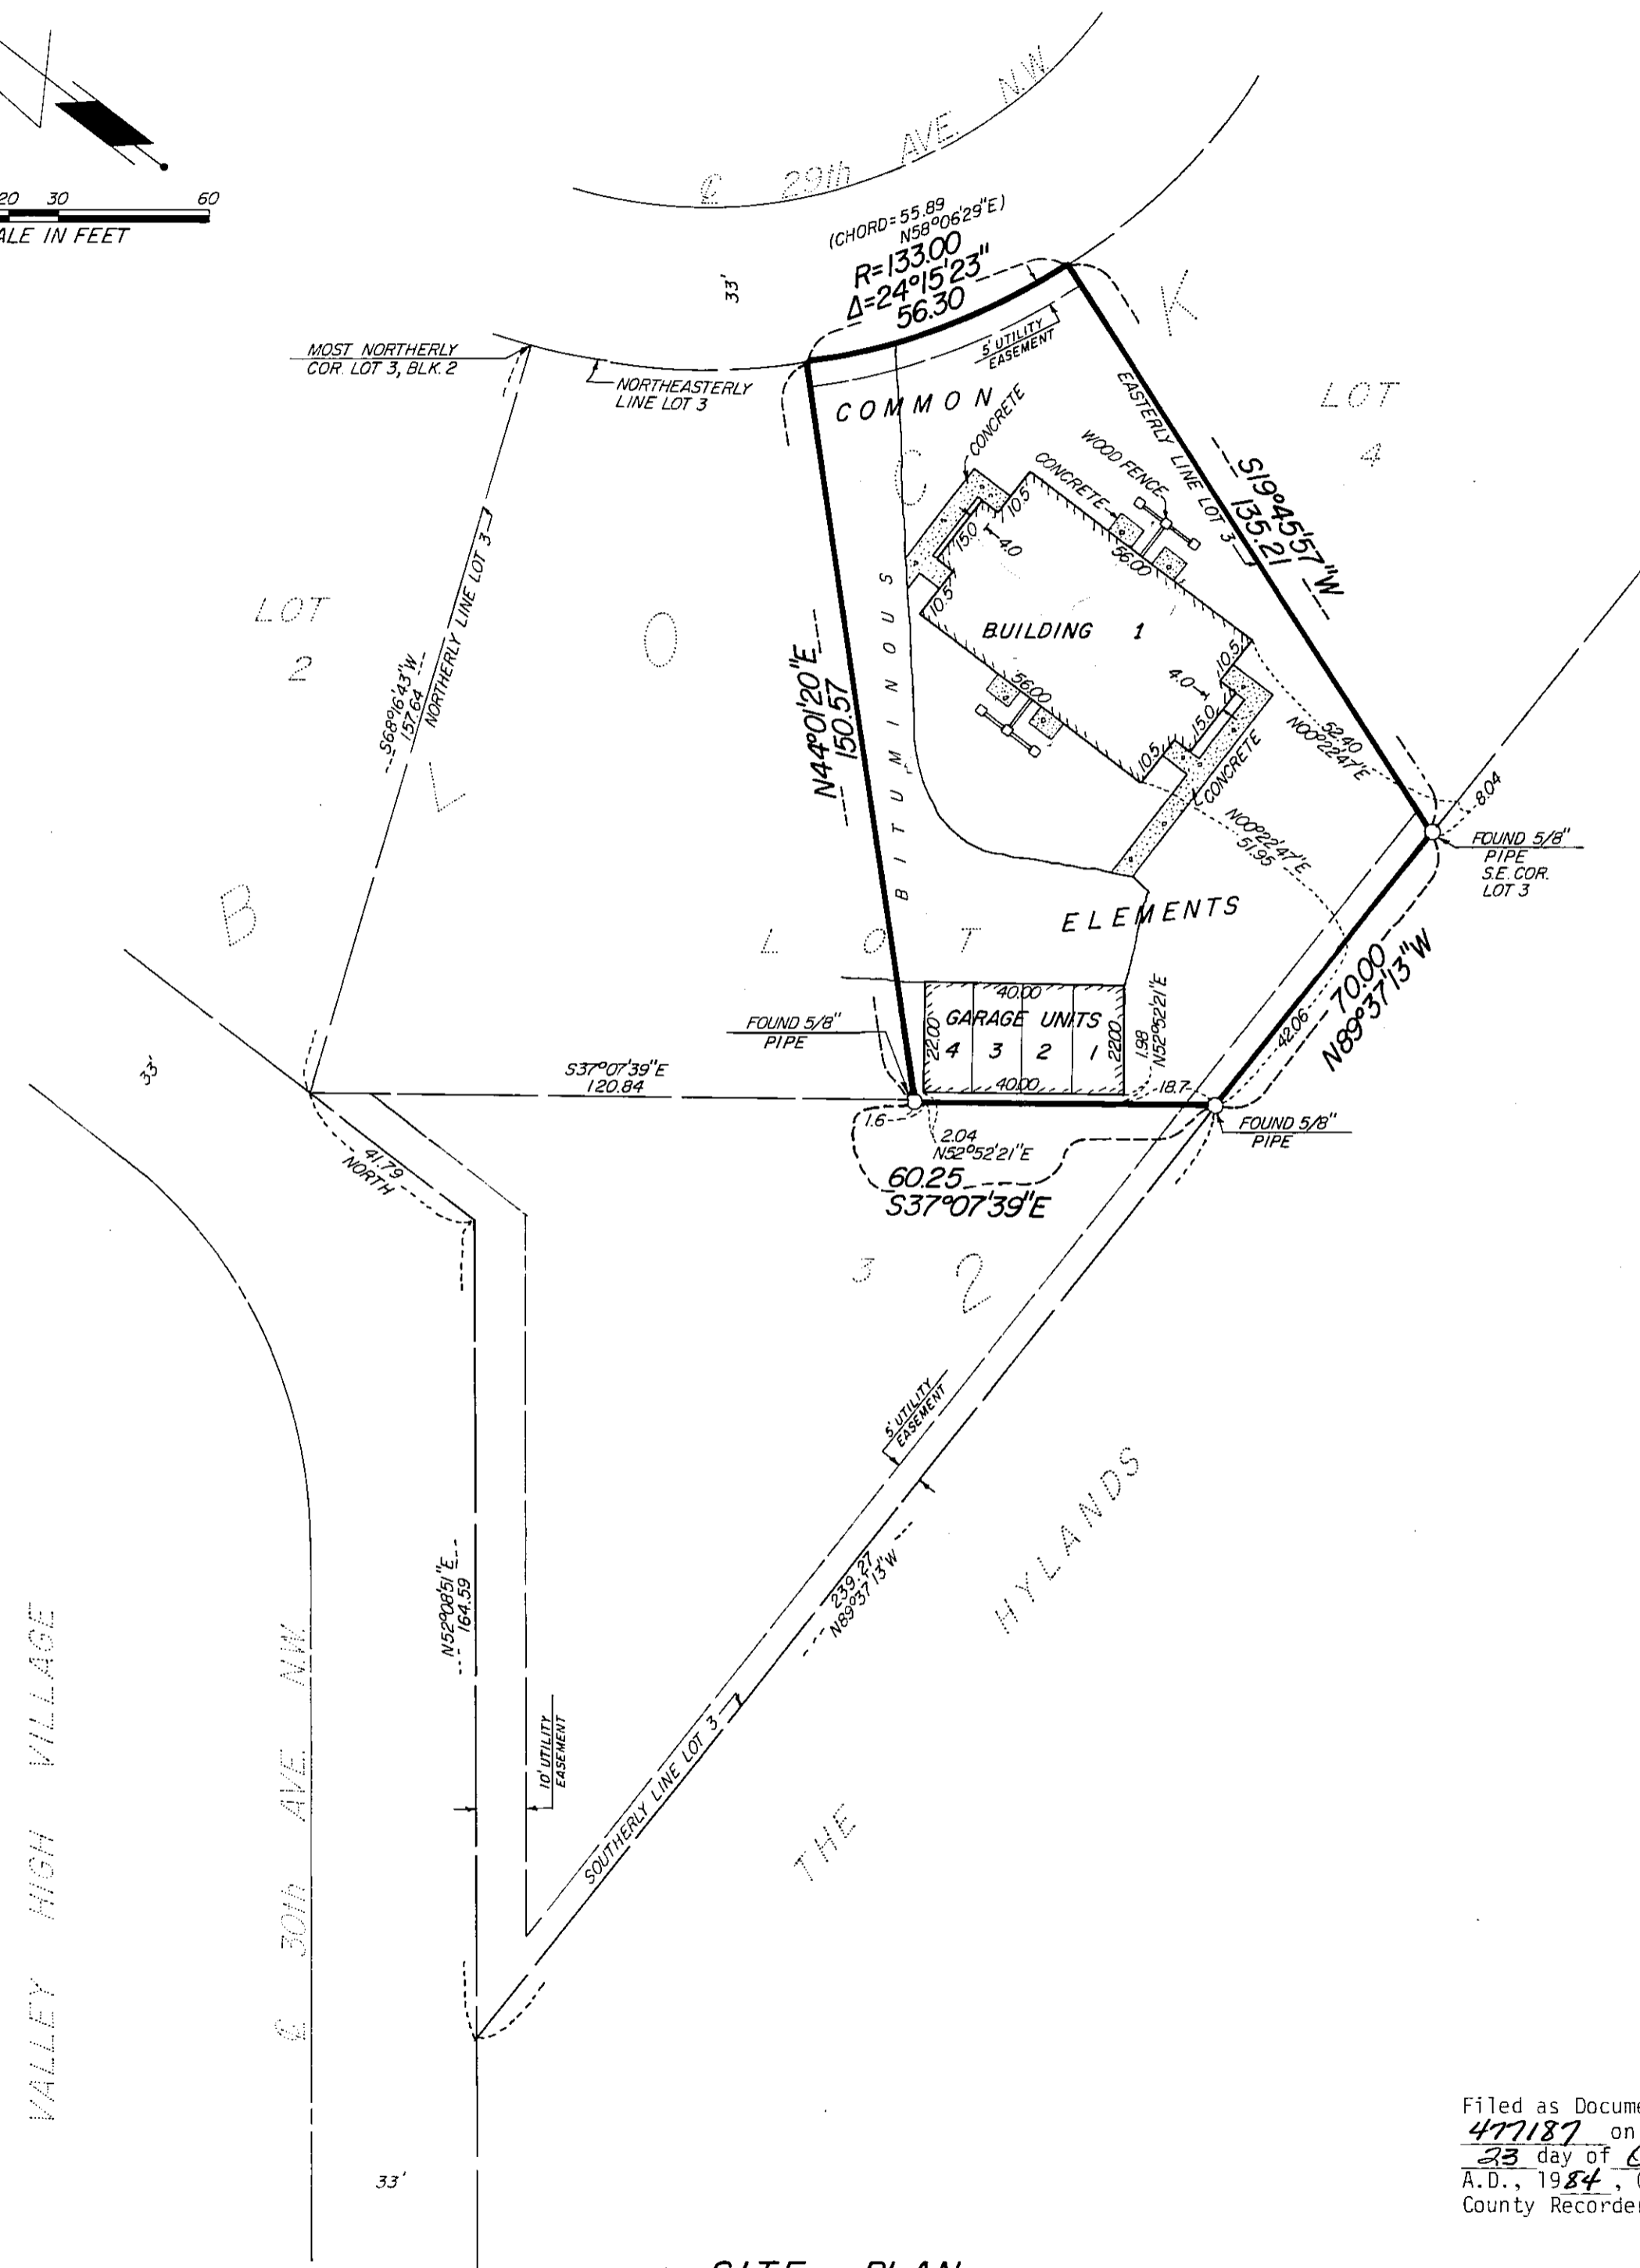 20 30 60
ALE IN FEET
℄ 29th AVE. N.W.
(CHORD=55.89
N58°06'29"E)
R=133.00
Δ=24°15'23"
56.30
33'
5' UTILITY
EASEMENT
MOST NORTHERLY
COR. LOT 3, BLK. 2
NORTHEASTERLY
LINE LOT 3
COMMON
CONCRETE
CONCRETE
WOOD FENCE
EASTERLY LINE LOT 3
S19°45'57"W
135.21
LOT
4
BLOCK
LOT
2
S68°16'43"W
157.64
NORTHERLY LINE LOT 3
N44°01'20"E
150.57
BITUMINOUS
10.5
15.0
4.0
10.5
56.00
BUILDING 1
56.00
10.5
4.0
15.0
10.5
CONCRETE
52.40
N00°22'47"E
N00°22'47"E
51.95
8.04
FOUND 5/8"
PIPE
S.E. COR.
LOT 3
ELEMENTS
LOT
70.00
N89°37'13"W
42.06
FOUND 5/8"
PIPE
40.00
GARAGE UNITS
4 3 2 1
22.00
22.00
40.00
1.98
N52°52'21"E
18.7
S37°07'39"E
120.84
33'
1.6
2.04
N52°52'21"E
60.25
S37°07'39"E
FOUND 5/8"
PIPE
41.79
NORTH
3
2
5' UTILITY
EASEMENT
N52°08'51"E
164.59
239.27
N89°37'13"W
10' UTILITY
EASEMENT
SOUTHERLY LINE LOT 3
THE HYLANDS
VALLEY HIGH VILLAGE
℄ 30th AVE. N.W.
33'
Filed as Docume
477187 on
23 day of
A.D., 1984,
County Recorder
SITE PLAN